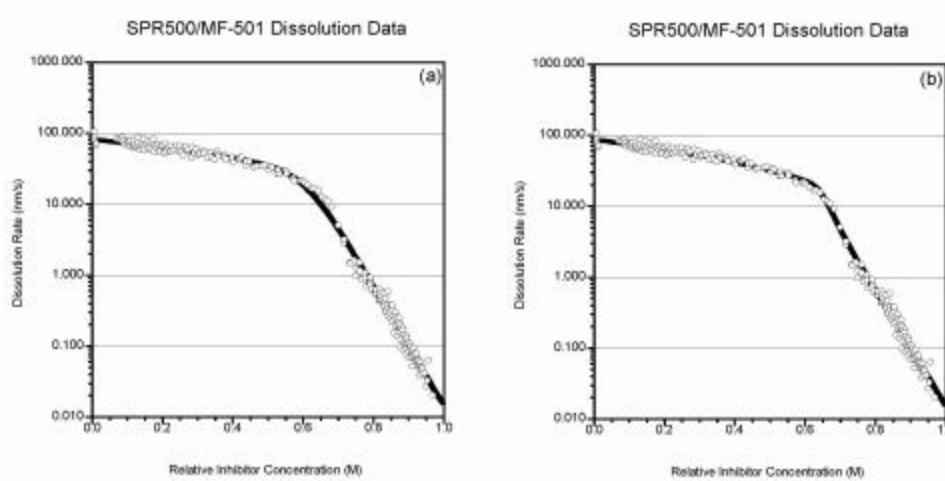 SPR500/MF-501 Dissolution Data
(a)
1000.000
100.000
10.000
1.000
0.100
0.010
Dissolution Rate (nm/s)
0.0 0.2 0.4 0.6 0.8 1.0
Relative Inhibitor Concentration (M)
SPR500/MF-501 Dissolution Data
(b)
1000.000
100.000
10.000
1.000
0.100
0.010
Dissolution Rate (nm/s)
0.0 0.2 0.4 0.6 0.8 1.0
Relative Inhibitor Concentration (M)